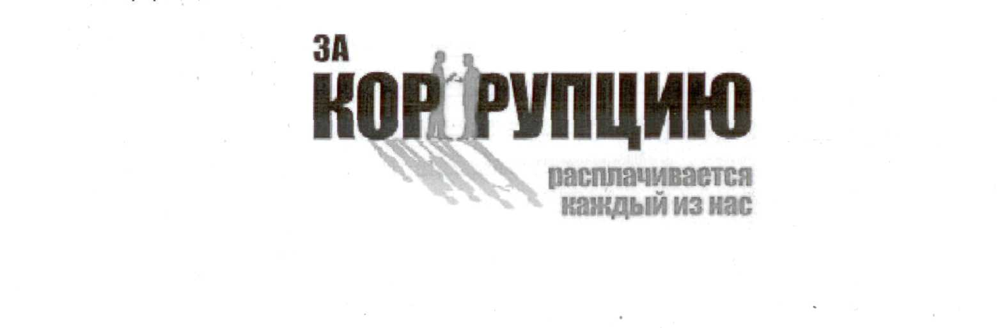 ЗА
КОРРУПЦИЮ
расплачивается
каждый из нас